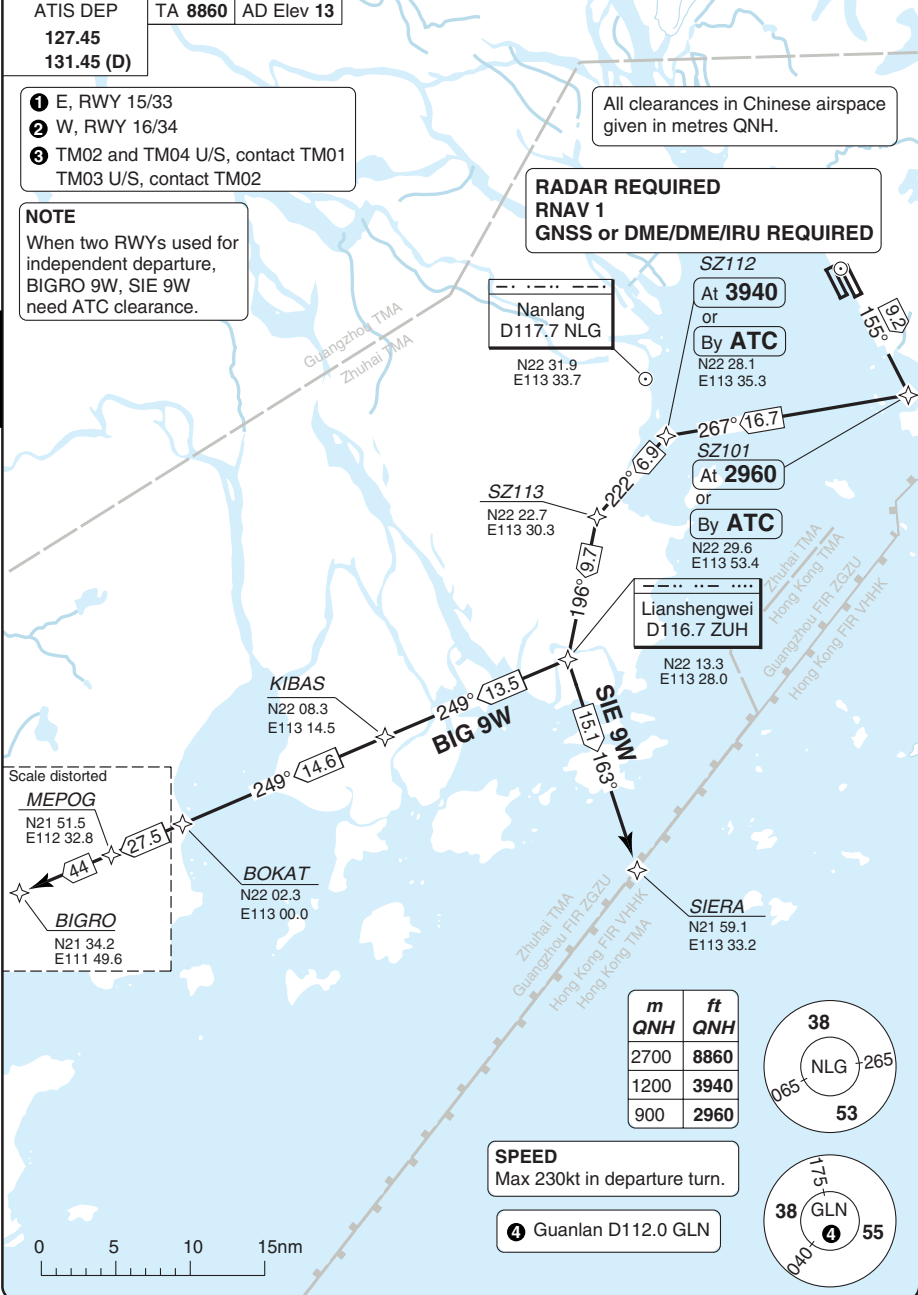 ATIS DEP
127.45
131.45 (D)
TA 8860
AD Elev 13
1 E, RWY 15/33
2 W, RWY 16/34
3 TM02 and TM04 U/S, contact TM01
TM03 U/S, contact TM02
All clearances in Chinese airspace
given in metres QNH.
RADAR REQUIRED
RNAV 1
GNSS or DME/DME/IRU REQUIRED
NOTE
When two RWYs used for
independent departure,
BIGRO 9W, SIE 9W
need ATC clearance.
Guangzhou TMA
Zhuhai TMA
Nanlang
D117.7 NLG
N22 31.9
E113 33.7
SZ112
At 3940
or
By ATC
N22 28.1
E113 35.3
155°
9.2
267°
16.7
SZ101
At 2960
or
By ATC
N22 29.6
E113 53.4
222°
6.9
SZ113
N22 22.7
E113 30.3
196°
9.7
Zhuhai TMA
Hong Kong TMA
Guangzhou FIR ZGZU
Hong Kong FIR VHHK
Lianshengwei
D116.7 ZUH
N22 13.3
E113 28.0
KIBAS
N22 08.3
E113 14.5
249°
13.5
BIG 9W
SIE 9W
15.1
163°
249°
14.6
Scale distorted
MEPOG
N21 51.5
E112 32.8
27.5
44
BIGRO
N21 34.2
E111 49.6
BOKAT
N22 02.3
E113 00.0
SIERA
N21 59.1
E113 33.2
Zhuhai TMA
Guangzhou FIR ZGZU
Hong Kong FIR VHHK
Hong Kong TMA
m ft
QNH QNH
2700 8860
1200 3940
900 2960
38
NLG
265
065
53
SPEED
Max 230kt in departure turn.
4 Guanlan D112.0 GLN
175
38
GLN
4
55
040
0 5 10 15nm